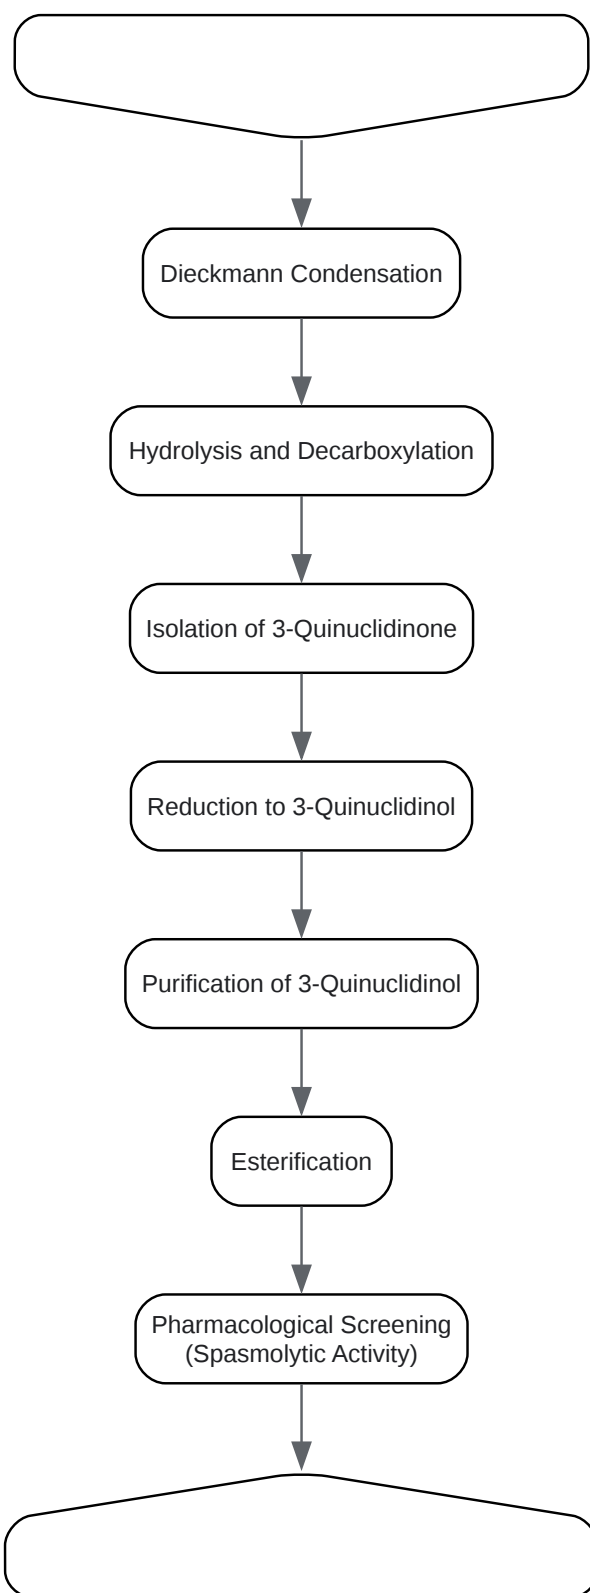 Dieckmann Condensation
Hydrolysis and Decarboxylation
Isolation of 3-Quinuclidinone
Reduction to 3-Quinuclidinol
Purification of 3-Quinuclidinol
Esterification
Pharmacological Screening
(Spasmolytic Activity)